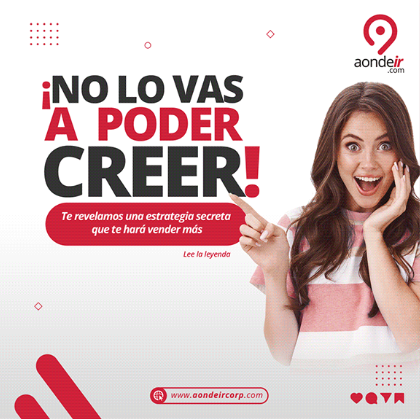 aondeir
.com
¡NO LO VAS
A PODER
CREER!
Te revelamos una estrategia secreta
que te hará vender más
Lee la leyenda
www.aondeircorp.com